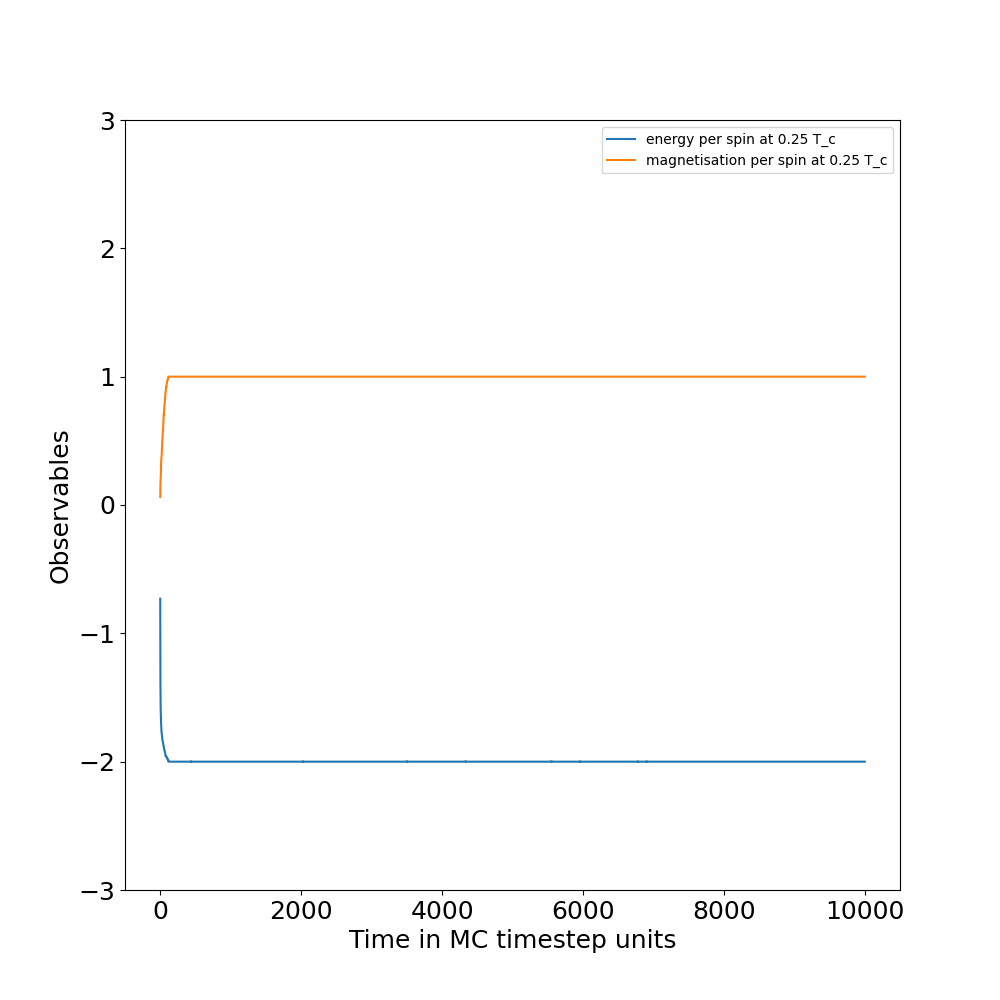 3
2
1
0
−1
−2
−3
Observables
energy per spin at 0.25 T_c
magnetisation per spin at 0.25 T_c
0 2000 4000 6000 8000 10000
Time in MC timestep units